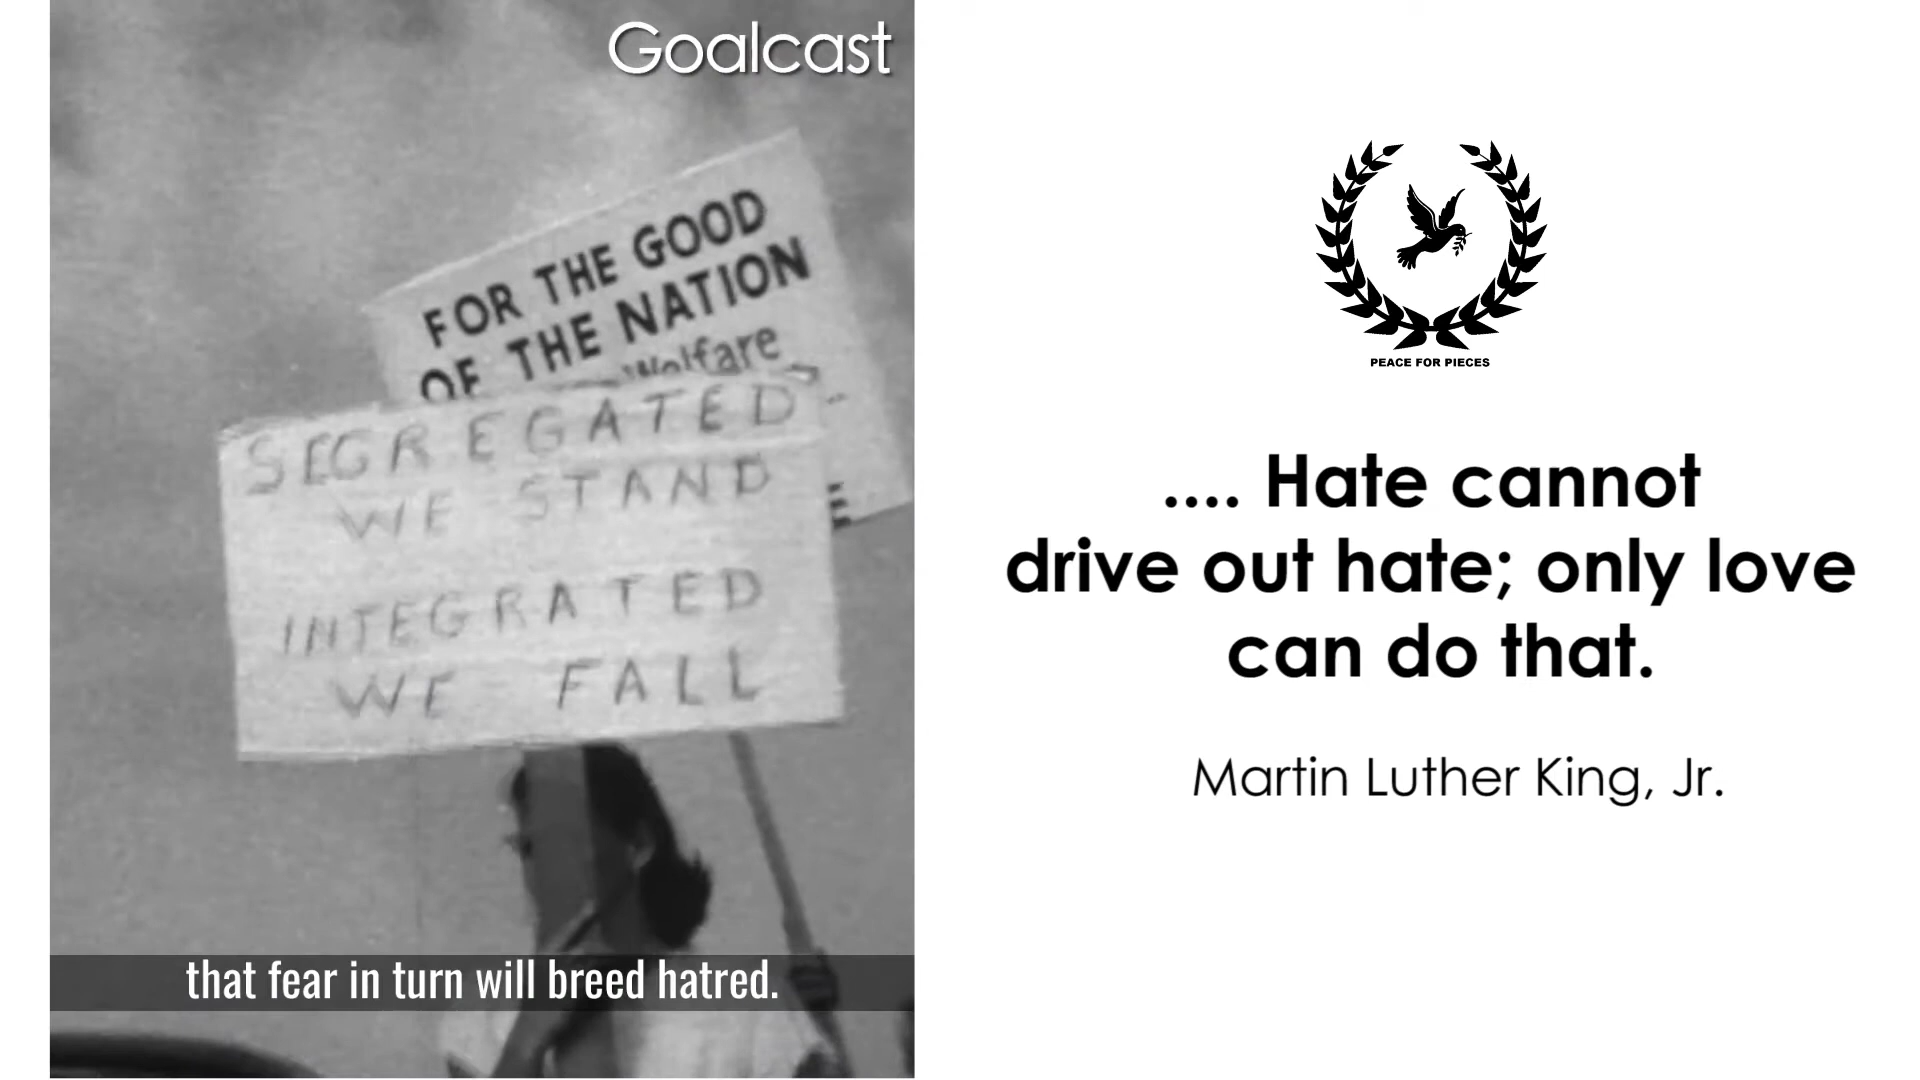 Goalcast
FOR THE GOOD
OF THE NATION
Welfare
SEGREGATED
WE STAND
INTEGRATED
WE FALL
that fear in turn will breed hatred.
PEACE FOR PIECES
.... Hate cannot
drive out hate; only love
can do that.
Martin Luther King, Jr.